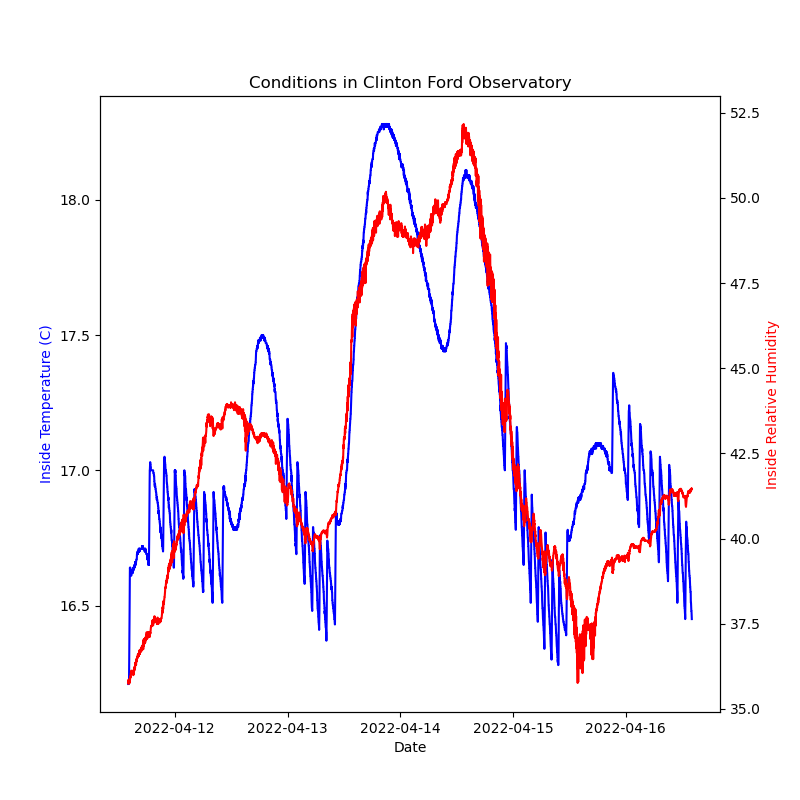 Conditions in Clinton Ford Observatory
52.5
50.0
47.5
45.0
42.5
40.0
37.5
35.0
18.0
17.5
17.0
16.5
Inside Temperature (C)
Inside Relative Humidity
2022-04-12 2022-04-13 2022-04-14 2022-04-15 2022-04-16
Date